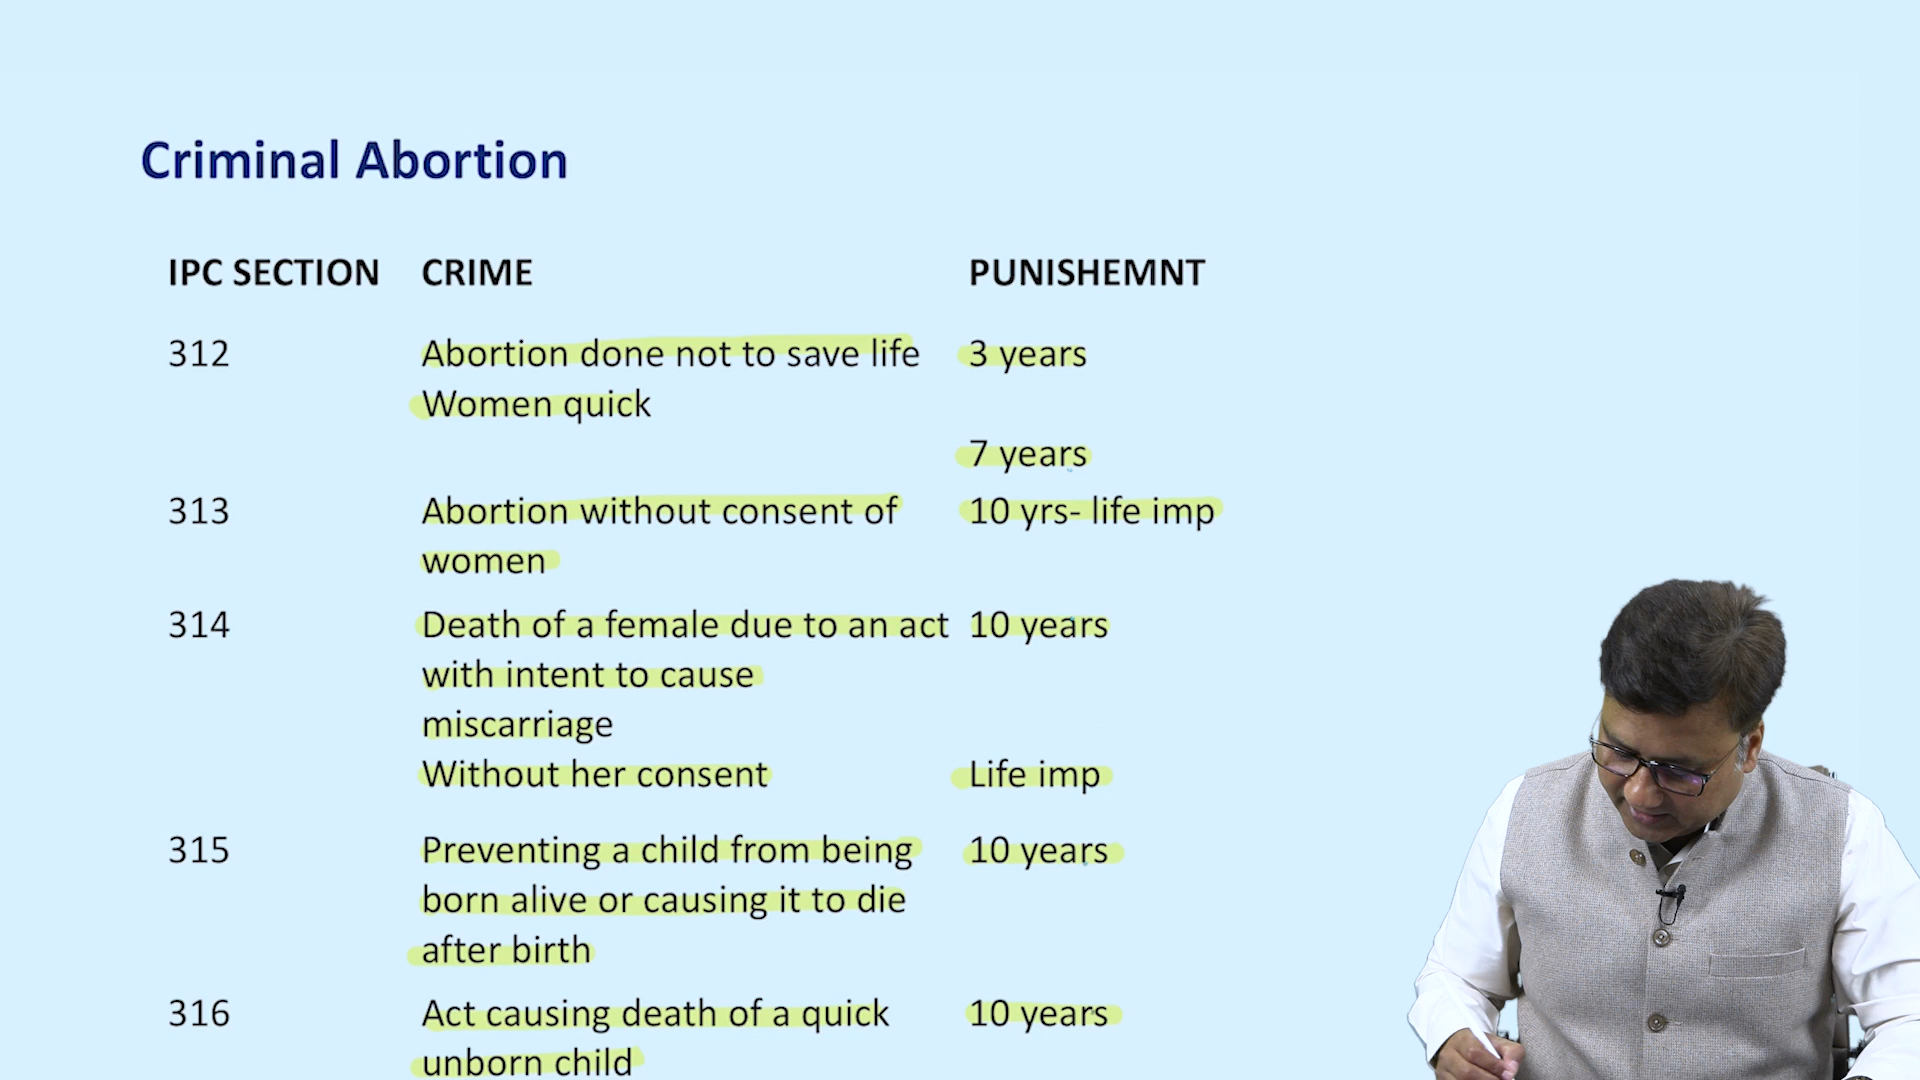 Criminal Abortion
IPC SECTION CRIME PUNISHEMNT
312 Abortion done not to save life 3 years
Women quick
7 years
313 Abortion without consent of 10 yrs- life imp
women
314 Death of a female due to an act 10 years
with intent to cause
miscarriage
Without her consent Life imp
315 Preventing a child from being 10 years
born alive or causing it to die
after birth
316 Act causing death of a quick 10 years
unborn child